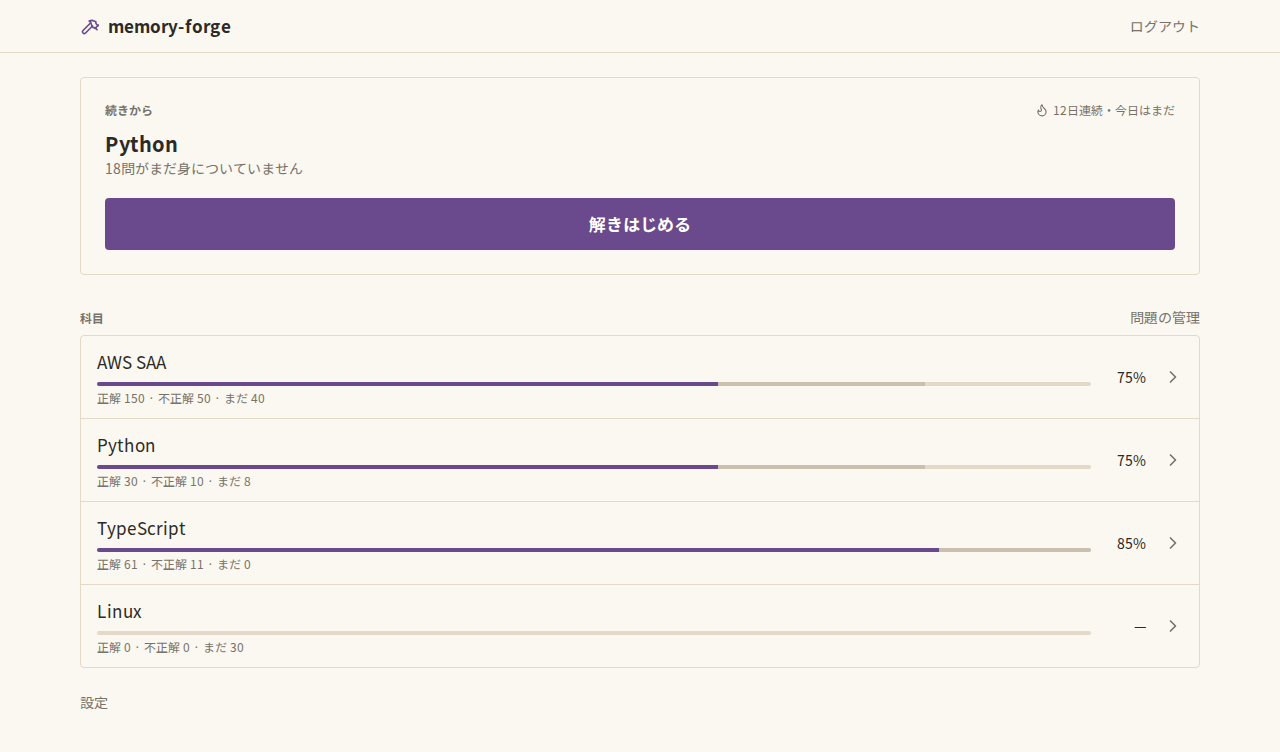 memory-forge
ログアウト
続きから
12日連続・今日はまだ
Python
18問がまだ身についていません
解きはじめる
科目
問題の管理
AWS SAA
75%
正解 150 · 不正解 50 · まだ 40
Python
75%
正解 30 · 不正解 10 · まだ 8
TypeScript
85%
正解 61 · 不正解 11 · まだ 0
Linux
—
正解 0 · 不正解 0 · まだ 30
設定